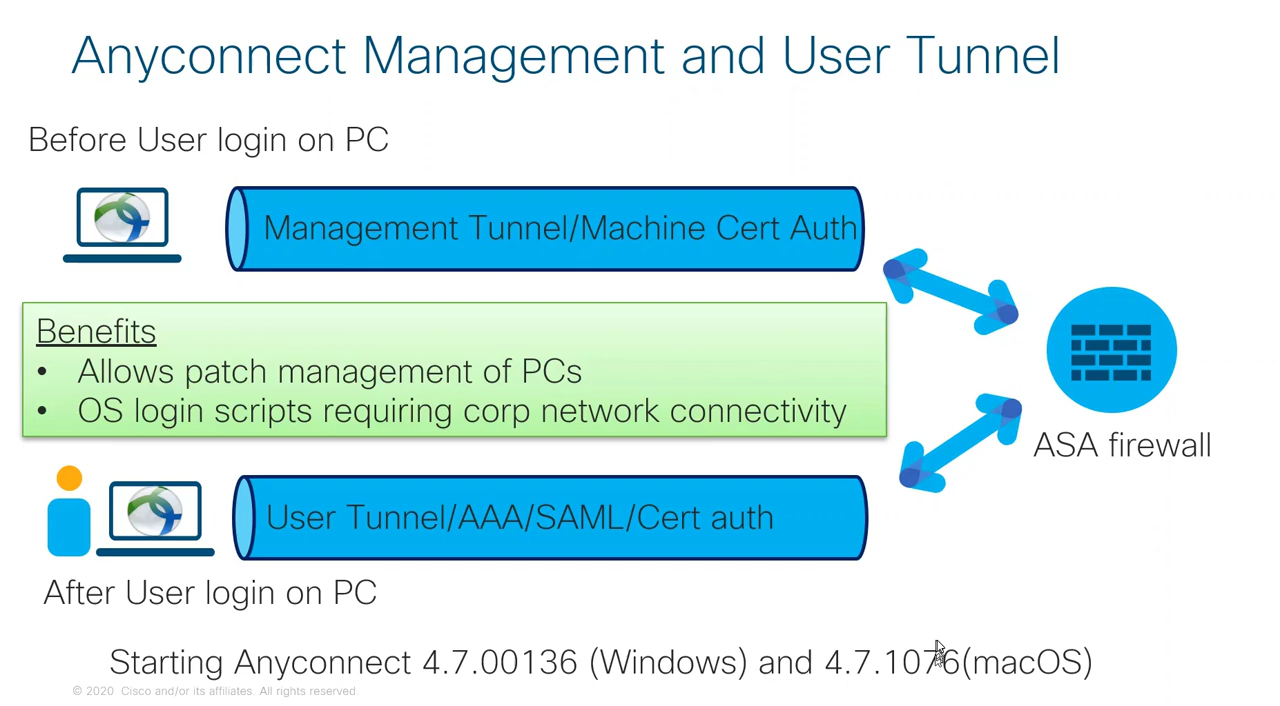 Anyconnect Management and User Tunnel
Before User login on PC
Management Tunnel/Machine Cert Auth
Benefits
• Allows patch management of PCs
• OS login scripts requiring corp network connectivity
ASA firewall
User Tunnel/AAA/SAML/Cert auth
After User login on PC
Starting Anyconnect 4.7.00136 (Windows) and 4.7.1076(macOS)
© 2020 Cisco and/or its affiliates. All rights reserved.